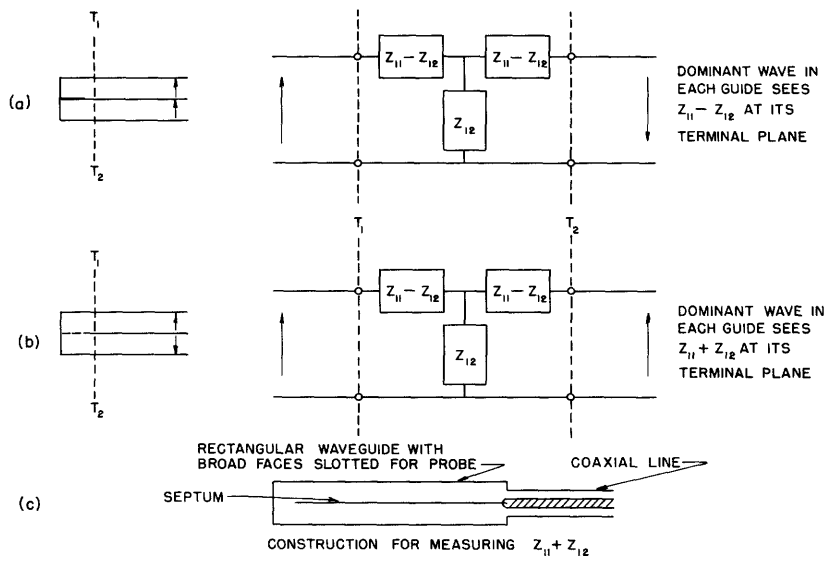 T₁
(a)
T₂
Z₁₁–Z₁₂
Z₁₁–Z₁₂
Z₁₂
DOMINANT WAVE IN
EACH GUIDE SEES
Z₁₁–Z₁₂ AT ITS
TERMINAL PLANE
T₁
T₂
T₁
(b)
T₂
Z₁₁–Z₁₂
Z₁₁–Z₁₂
Z₁₂
DOMINANT WAVE IN
EACH GUIDE SEES
Z₁₁+Z₁₂ AT ITS
TERMINAL PLANE
RECTANGULAR WAVEGUIDE WITH
BROAD FACES SLOTTED FOR PROBE
COAXIAL LINE
SEPTUM
(c)
CONSTRUCTION FOR MEASURING Z₁₁+Z₁₂